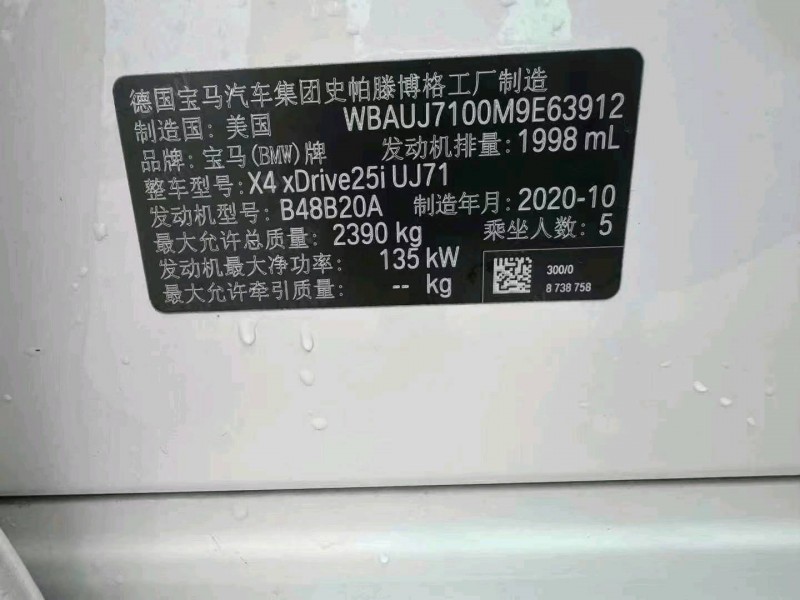 德国宝马汽车集团史帕滕博格工厂制造
制造国: 美国 WBAUJ7100M9E63912
品牌: 宝马(BMW)牌 发动机排量: 1998 mL
整车型号: X4 xDrive25i UJ71
发动机型号: B48B20A 制造年月: 2020-10
最大允许总质量: 2390 kg 乘坐人数: 5
发动机最大净功率: 135 kW
最大允许牵引质量: -- kg
300/0
8 738 758